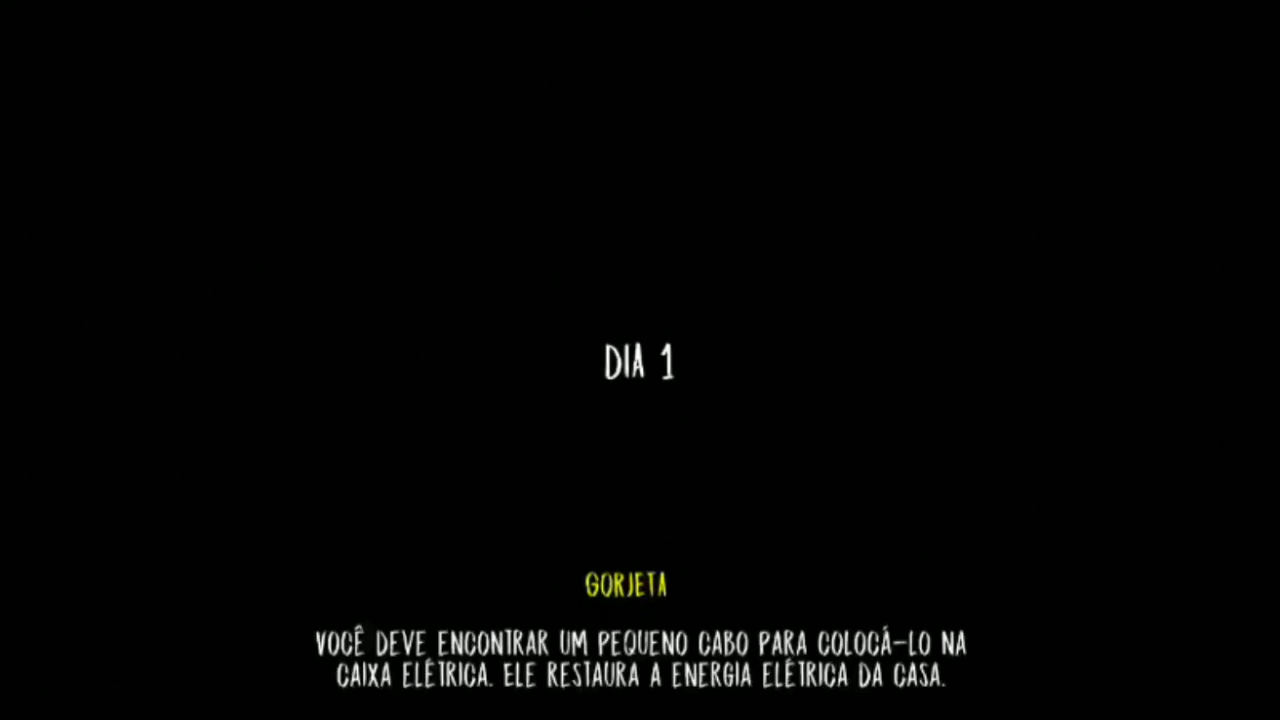 DIA 1
GORJETA
VOCÊ DEVE ENCONTRAR UM PEQUENO CABO PARA COLOCÁ-LO NA
CAIXA ELÉTRICA. ELE RESTAURA A ENERGIA ELÉTRICA DA CASA.